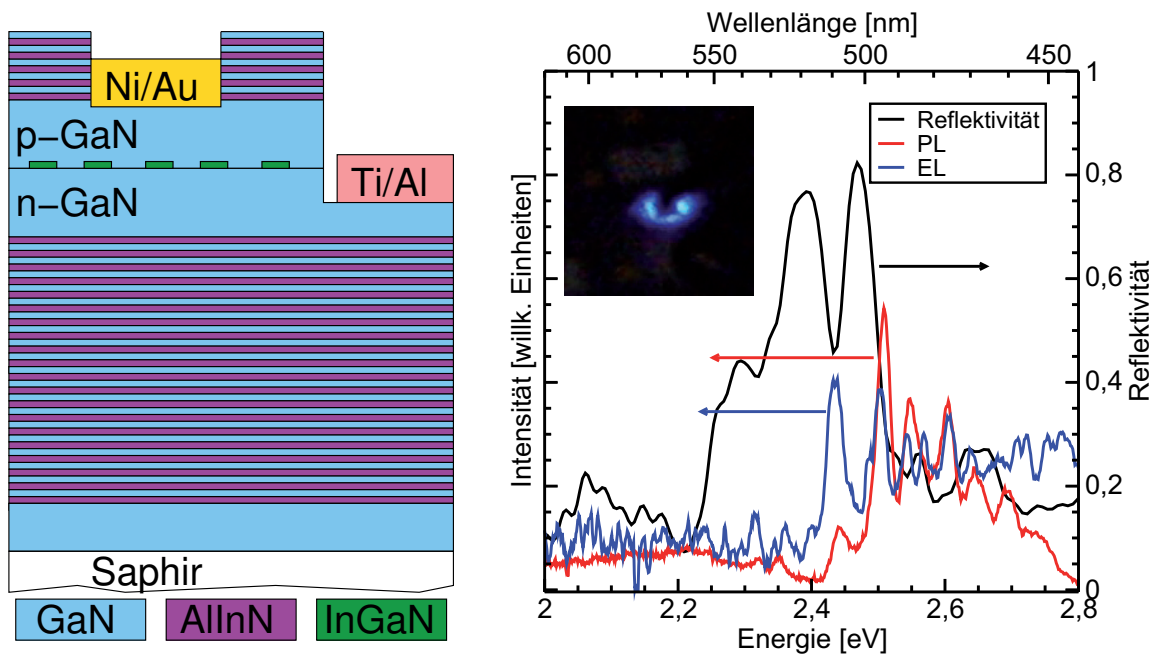 Ni/Au
p–GaN
Ti/Al
n–GaN
Saphir
GaN
AlInN
InGaN
Wellenlänge [nm]
600
550
500
450
Intensität [willk. Einheiten]
Reflektivität
PL
EL
1
0,8
0,6
0,4
0,2
0
Reflektivität
2
2,2
2,4
2,6
2,8
Energie [eV]